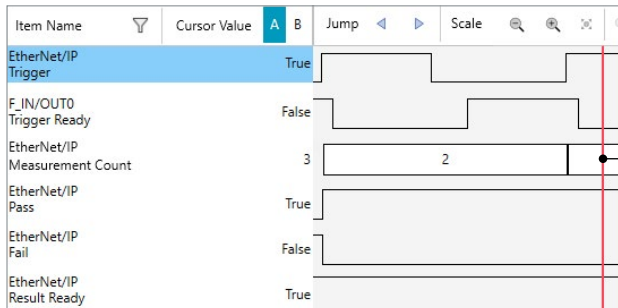 Item Name Cursor Value A B Jump Scale
EtherNet/IP
Trigger True
F_IN/OUT0
Trigger Ready False
EtherNet/IP
Measurement Count 3 2
EtherNet/IP
Pass True
EtherNet/IP
Fail False
EtherNet/IP
Result Ready True